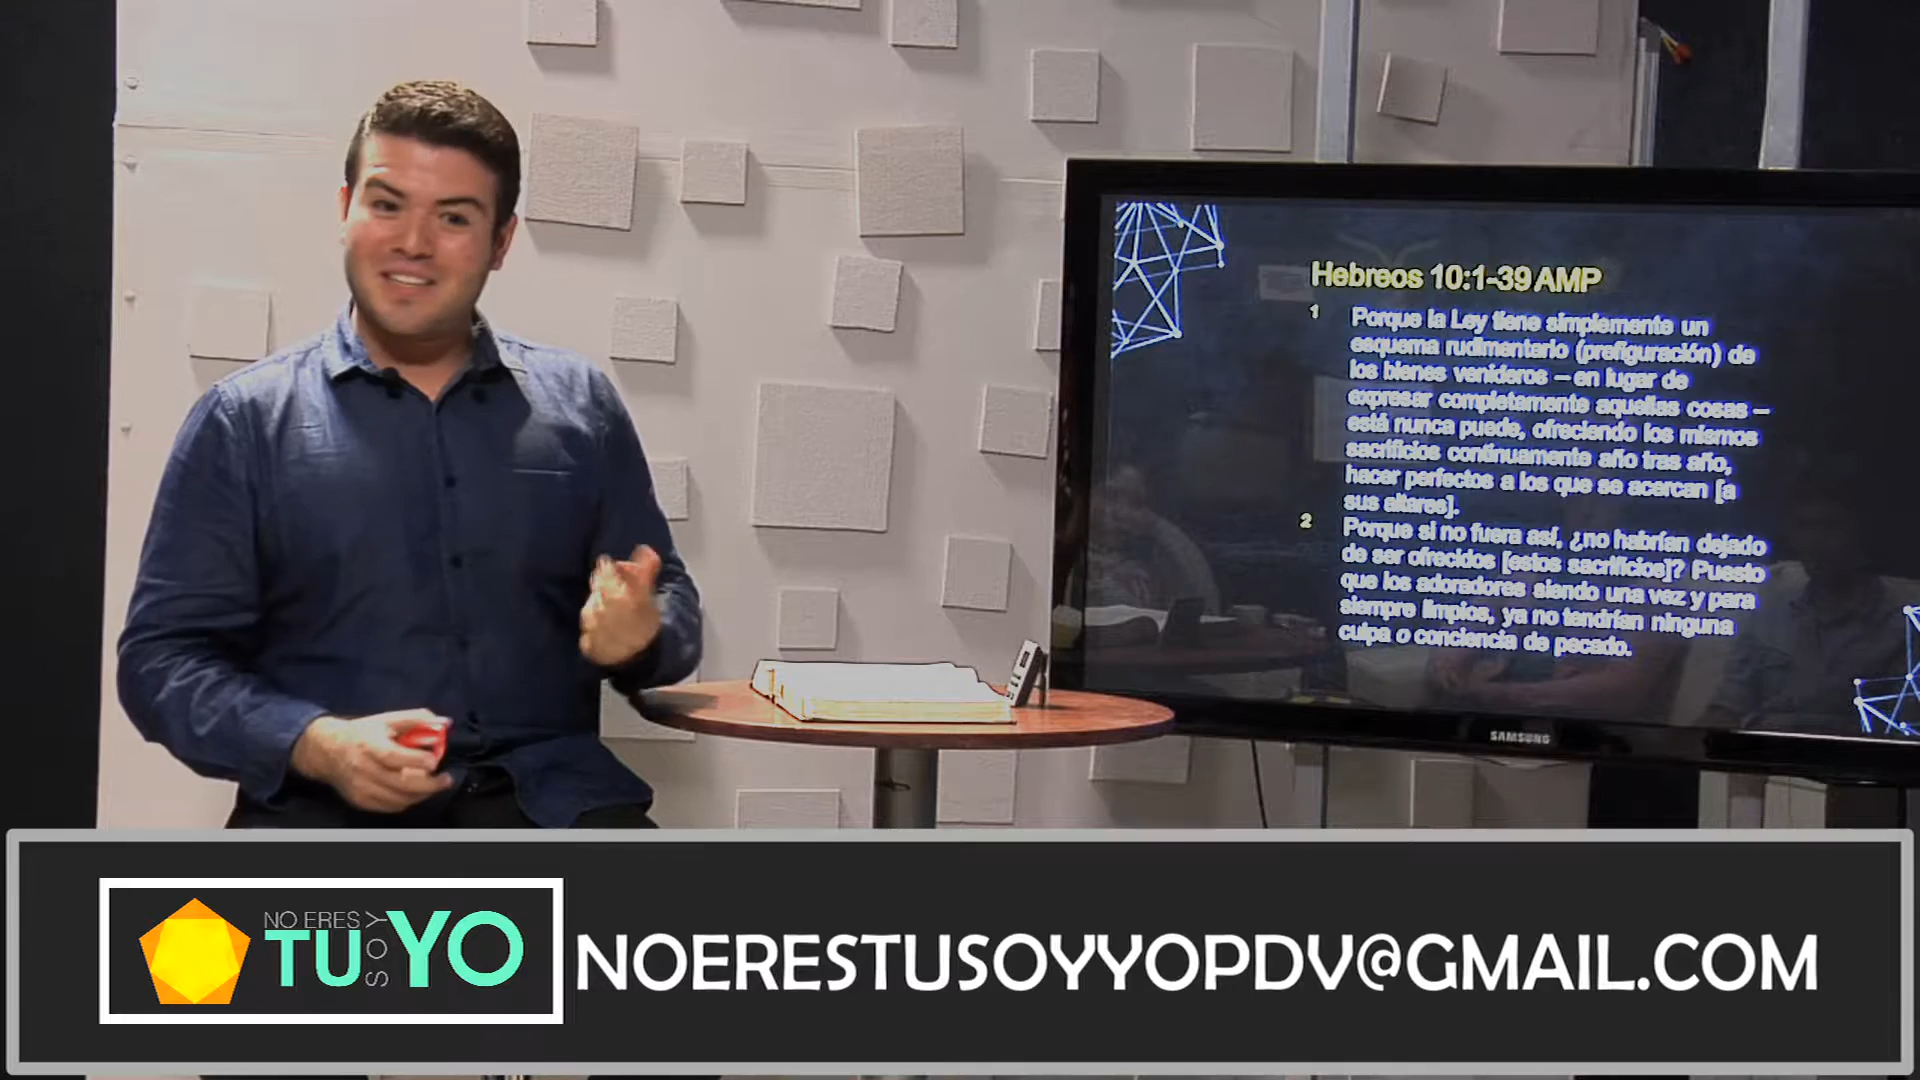 Hebreos 10:1-39 AMP
1 Porque la Ley tiene simplemente un
esquema rudimentario (prefiguración) de
los bienes venideros – en lugar de
expresar completamente aquellas cosas –
está nunca puede, ofreciendo los mismos
sacrificios continuamente año tras año,
hacer perfectos a los que se acercan [a
sus altares].
2 Porque si no fuera así, ¿no habrían dejado
de ser ofrecidos [estos sacrificios]? Puesto
que los adoradores siendo una vez y para
siempre limpios, ya no tendrían ninguna
culpa o conciencia de pecado.
SAMSUNG
NO ERES
TU SOY YO
NOERESTUSOYYOPDV@GMAIL.COM